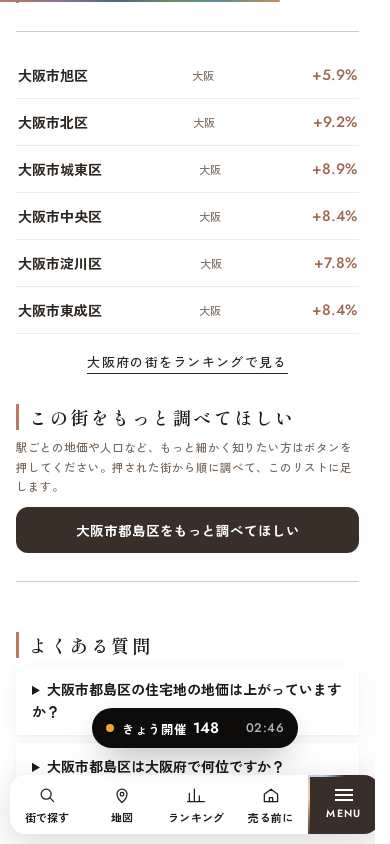 大阪市旭区 大阪 +5.9%
大阪市北区 大阪 +9.2%
大阪市城東区 大阪 +8.9%
大阪市中央区 大阪 +8.4%
大阪市淀川区 大阪 +7.8%
大阪市東成区 大阪 +8.4%
大阪府の街をランキングで見る
この街をもっと調べてほしい
駅ごとの地価や人口など、もっと細かく知りたい方はボタンを
押してください。押された街から順に調べて、このリストに足
します。
大阪市都島区をもっと調べてほしい
よくある質問
▶ 大阪市都島区の住宅地の地価は上がっています
か？
きょう開催 148 02:46
▶ 大阪市都島区は大阪府で何位ですか？
街で探す 地図 ランキング 売る前に MENU